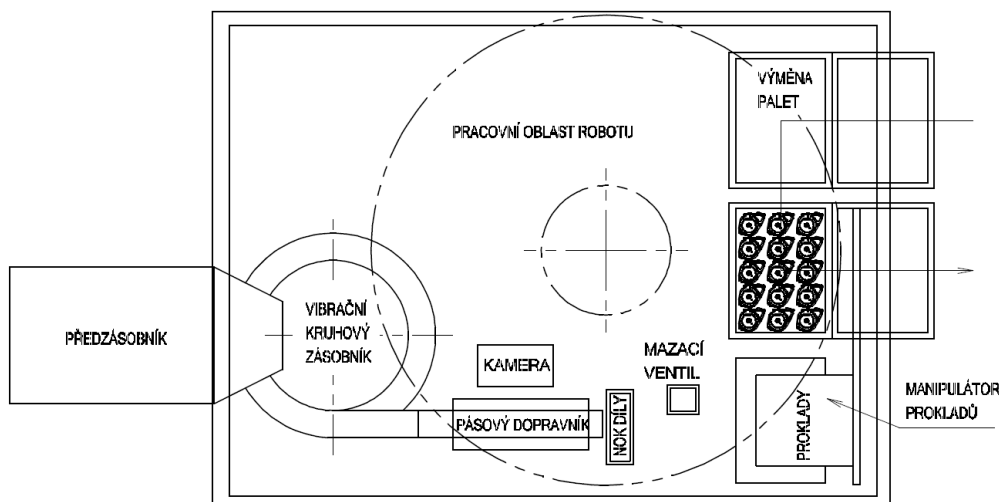 VÝMĚNA
PALET
PRACOVNÍ OBLAST ROBOTU
PŘEDZÁSOBNÍK
VIBRAČNÍ
KRUHOVÝ
ZÁSOBNÍK
KAMERA
MAZACÍ
VENTIL
PÁSOVÝ DOPRAVNÍK
NOK DÍLY
PROKLADY
MANIPULÁTOR
PROKLADŮ